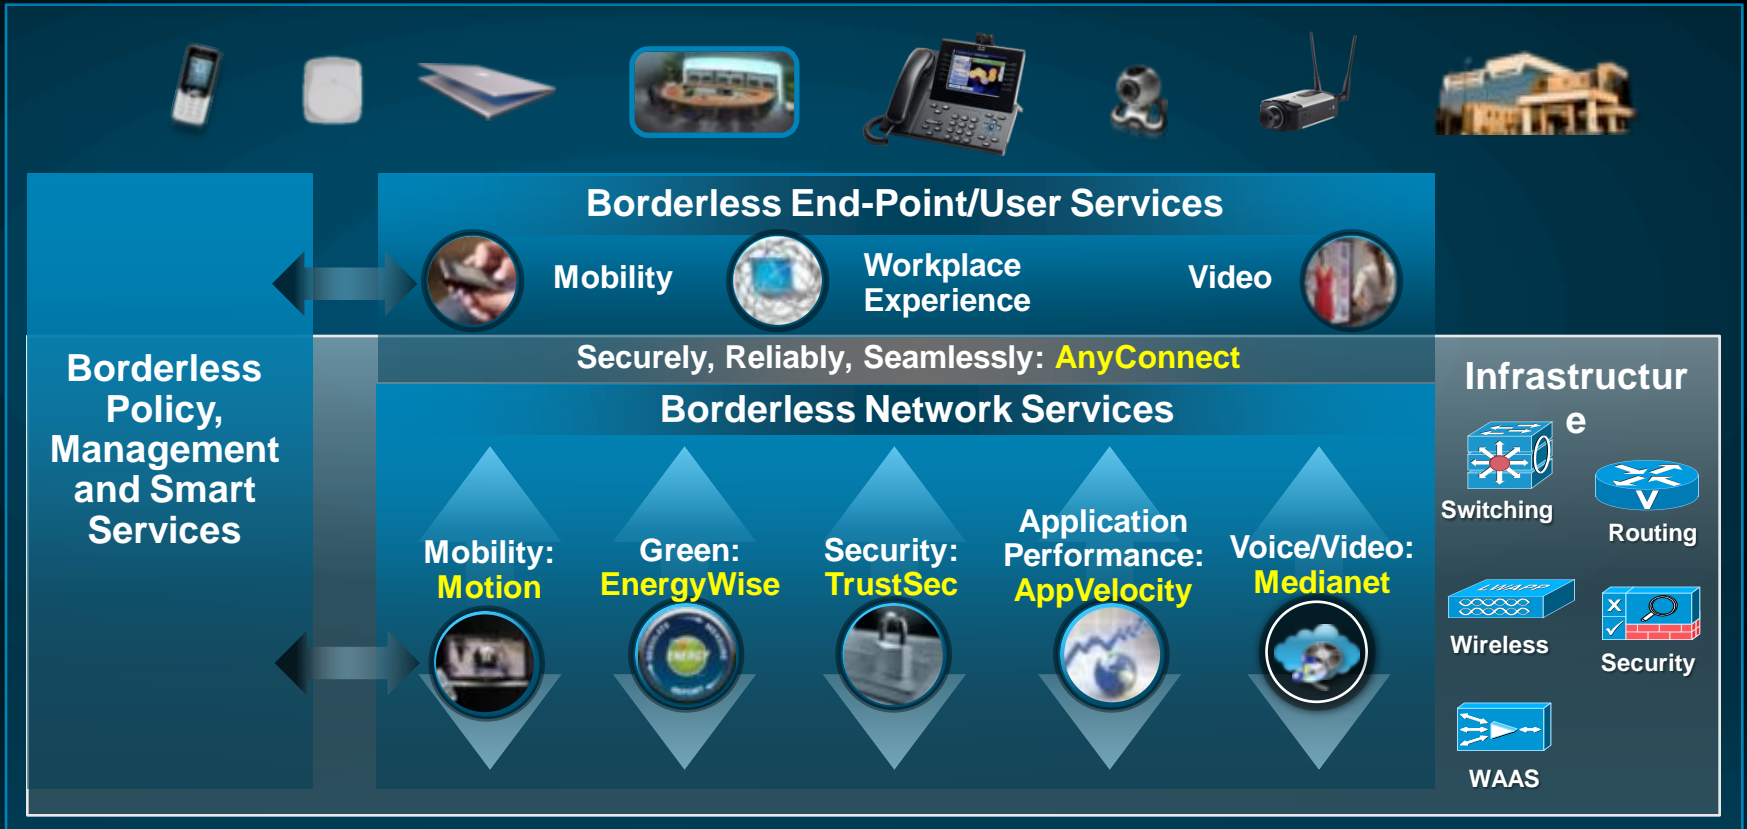 Borderless End-Point/User Services
Mobility
Workplace
Experience
Video
Securely, Reliably, Seamlessly: AnyConnect
Borderless
Policy,
Management
and Smart
Services
Borderless Network Services
Mobility:
Motion
Green:
EnergyWise
Security:
TrustSec
Application
Performance:
AppVelocity
Voice/Video:
Medianet
ENERGY
Infrastructur
e
Switching
V
Routing
LWAPP
Wireless
Security
WAAS